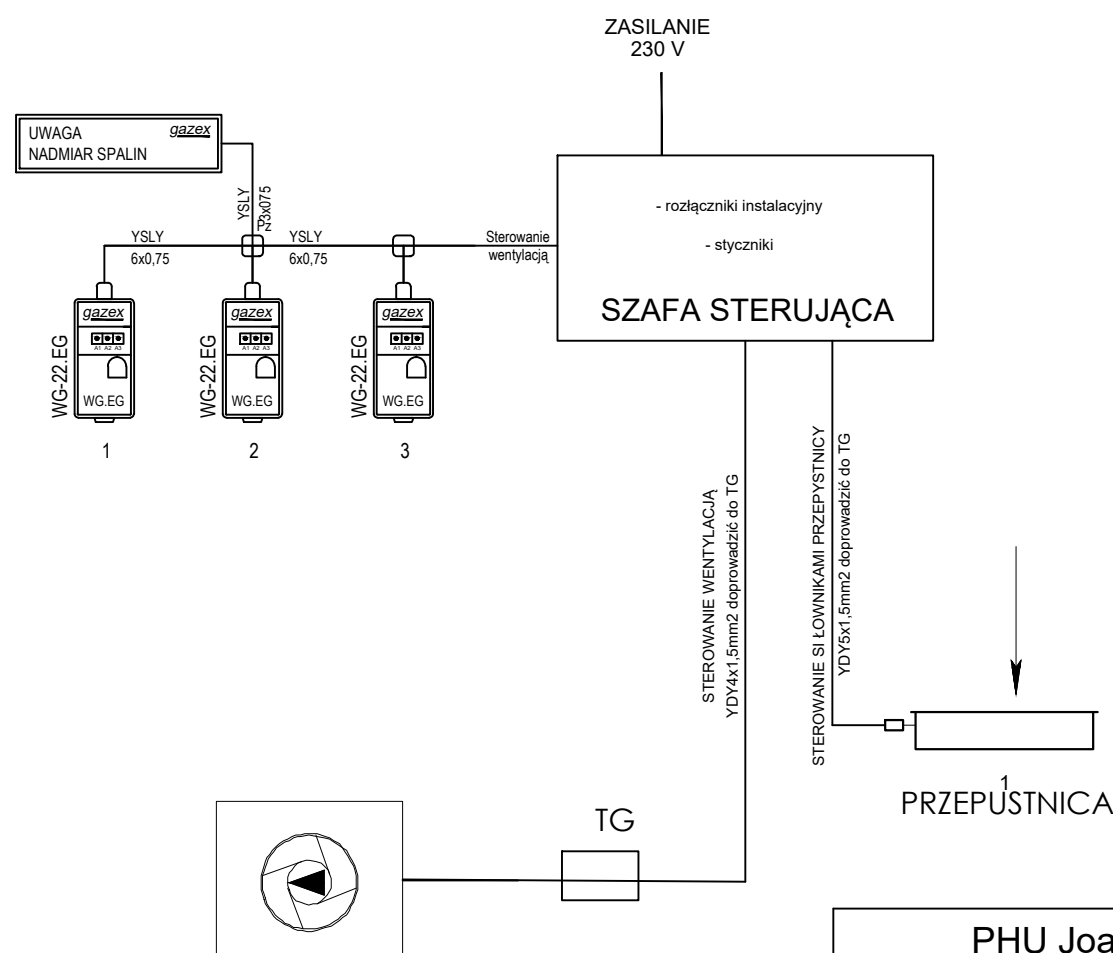 ZASILANIE
230 V
UWAGA gazex
NADMIAR SPALIN
YSLY
P3x075
z
YSLY
6x0,75
YSLY
6x0,75
Sterowanie
wentylacją
- rozłączniki instalacyjny
- styczniki
SZAFA STERUJĄCA
WG-22.EG
gazex
A1 A2 A3
WG.EG
1
WG-22.EG
gazex
A1 A2 A3
WG.EG
2
WG-22.EG
gazex
A1 A2 A3
WG.EG
3
STEROWANIE WENTYLACJĄ
YDY4x1,5mm2 doprowadzić do TG
STEROWANIE SI ŁOWNIKAMI PRZEPYSTNICY
YDY5x1,5mm2 doprowadzić do TG
1
PRZEPUSTNICA
TG
PHU Joa